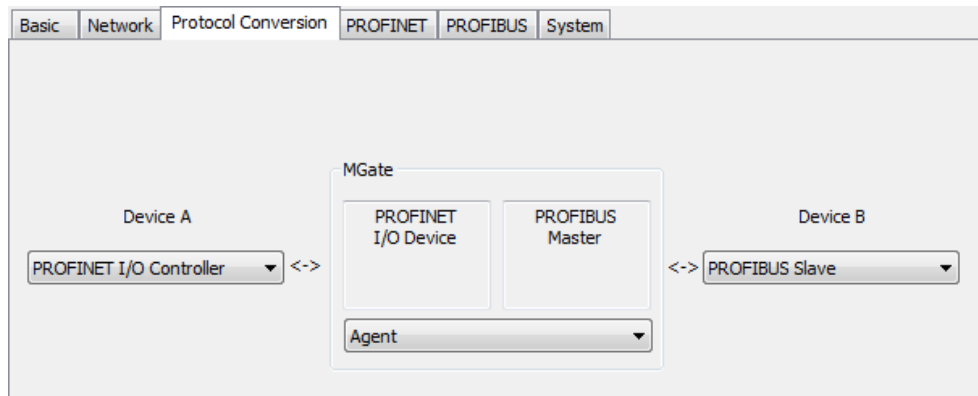 Basic Network Protocol Conversion PROFINET PROFIBUS System
MGate
Device A
PROFINET I/O Controller
<->
PROFINET
I/O Device
PROFIBUS
Master
Agent
<->
Device B
PROFIBUS Slave